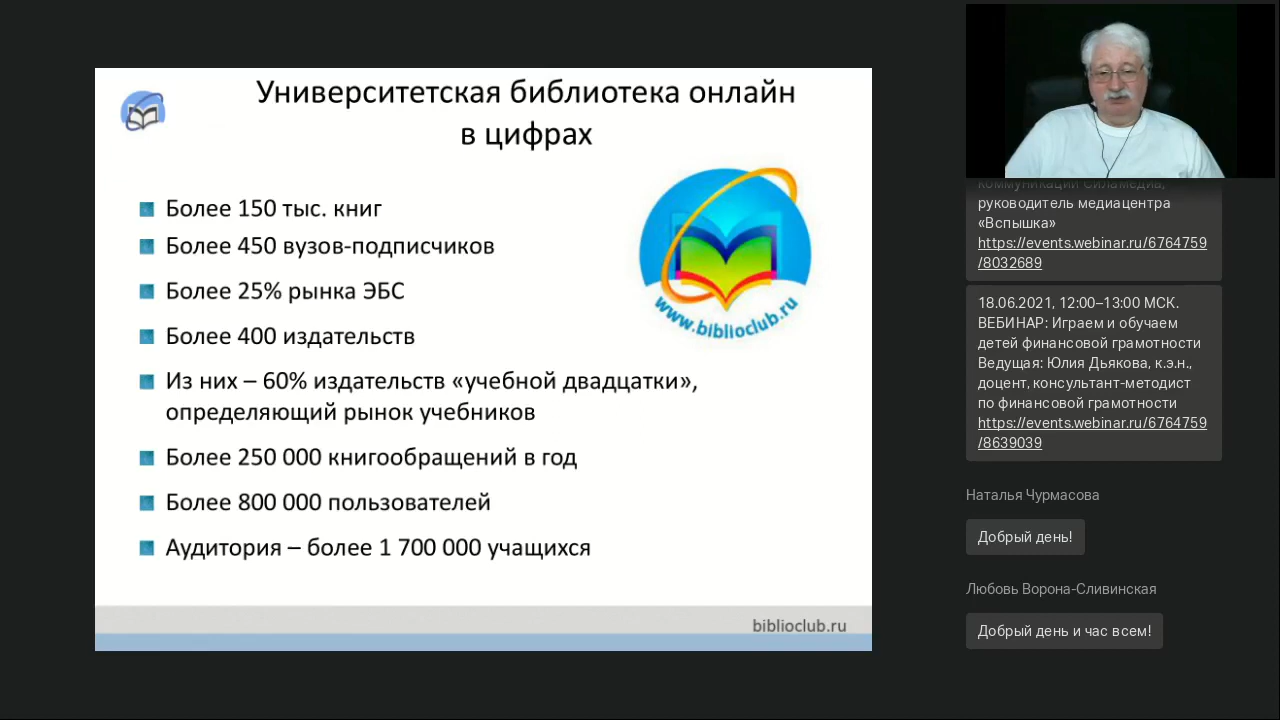 Университетская библиотека онлайн
в цифрах
www.biblioclub.ru
Более 150 тыс. книг
Более 450 вузов-подписчиков
Более 25% рынка ЭБС
Более 400 издательств
Из них – 60% издательств «учебной двадцатки»,
определяющий рынок учебников
Более 250 000 книгообращений в год
Более 800 000 пользователей
Аудитория – более 1 700 000 учащихся
biblioclub.ru
коммуникаций Силамедиа,
руководитель медиацентра
«Вспышка»
https://events.webinar.ru/6764759
/8032689
18.06.2021, 12:00–13:00 МСК.
ВЕБИНАР: Играем и обучаем
детей финансовой грамотности
Ведущая: Юлия Дьякова, к.э.н.,
доцент, консультант-методист
по финансовой грамотности
https://events.webinar.ru/6764759
/8639039
Наталья Чурмасова
Добрый день!
Любовь Ворона-Сливинская
Добрый день и час всем!